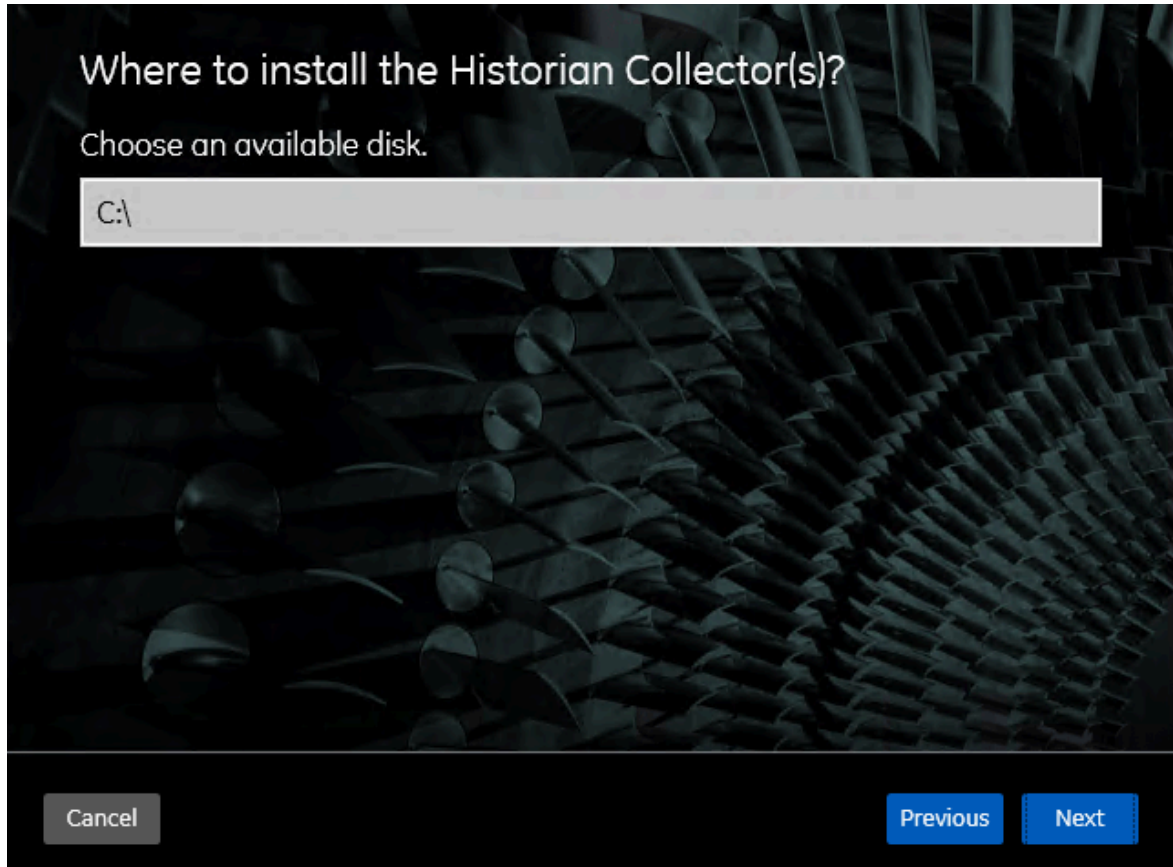 Where to install the Historian Collector(s)?
Choose an available disk.
C:\
Cancel
Previous
Next